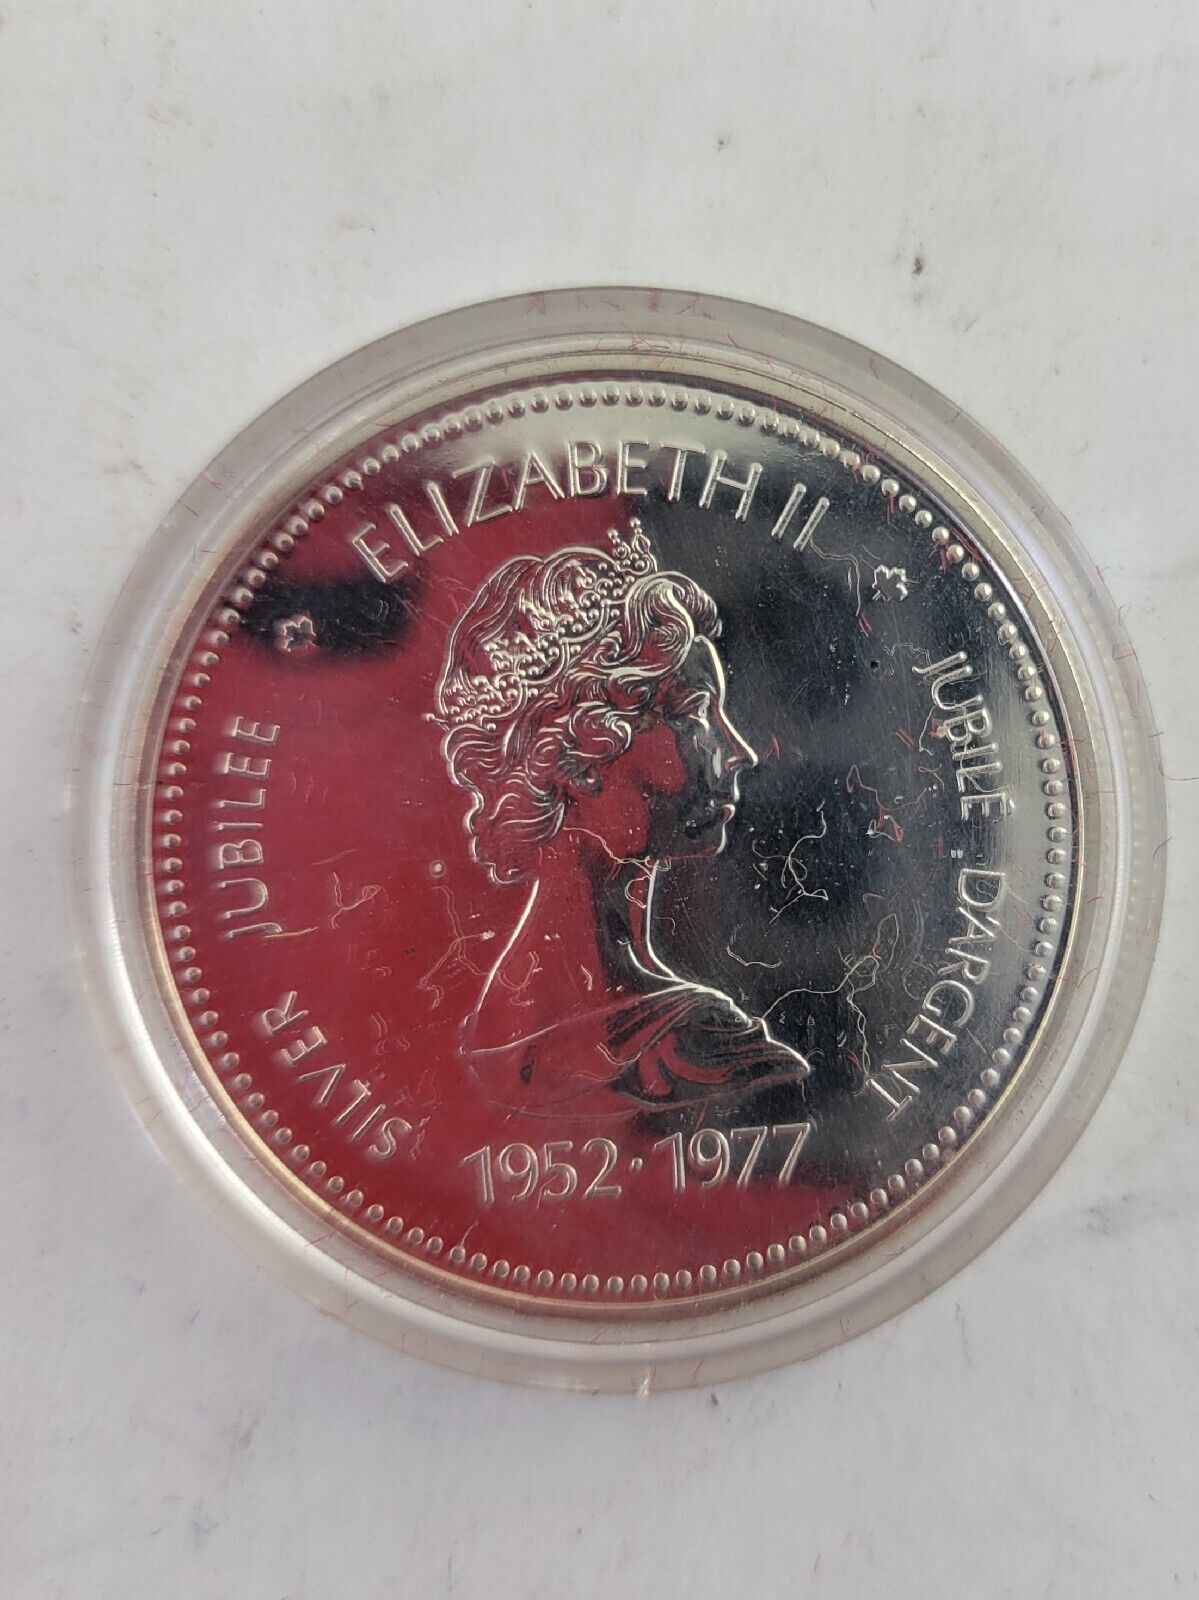 ELIZABETH II
SILVER JUBILEE
JUBILÉ D'ARGENT
1952·1977